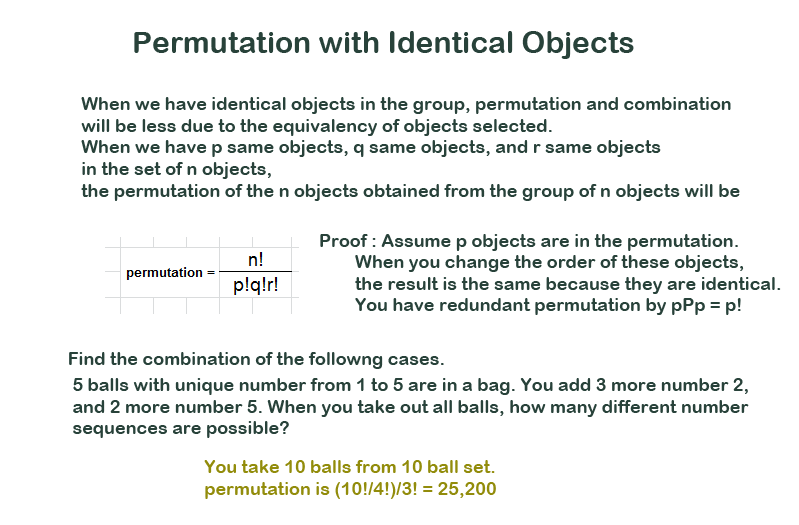 Permutation with Identical Objects
When we have identical objects in the group, permutation and combination
will be less due to the equivalency of objects selected.
When we have p same objects, q same objects, and r same objects
in the set of n objects,
the permutation of the n objects obtained from the group of n objects will be
permutation = n!
p!q!r!
Proof : Assume p objects are in the permutation.
When you change the order of these objects,
the result is the same because they are identical.
You have redundant permutation by pPp = p!
Find the combination of the followng cases.
5 balls with unique number from 1 to 5 are in a bag. You add 3 more number 2,
and 2 more number 5. When you take out all balls, how many different number
sequences are possible?
You take 10 balls from 10 ball set.
permutation is (10!/4!)/3! = 25,200